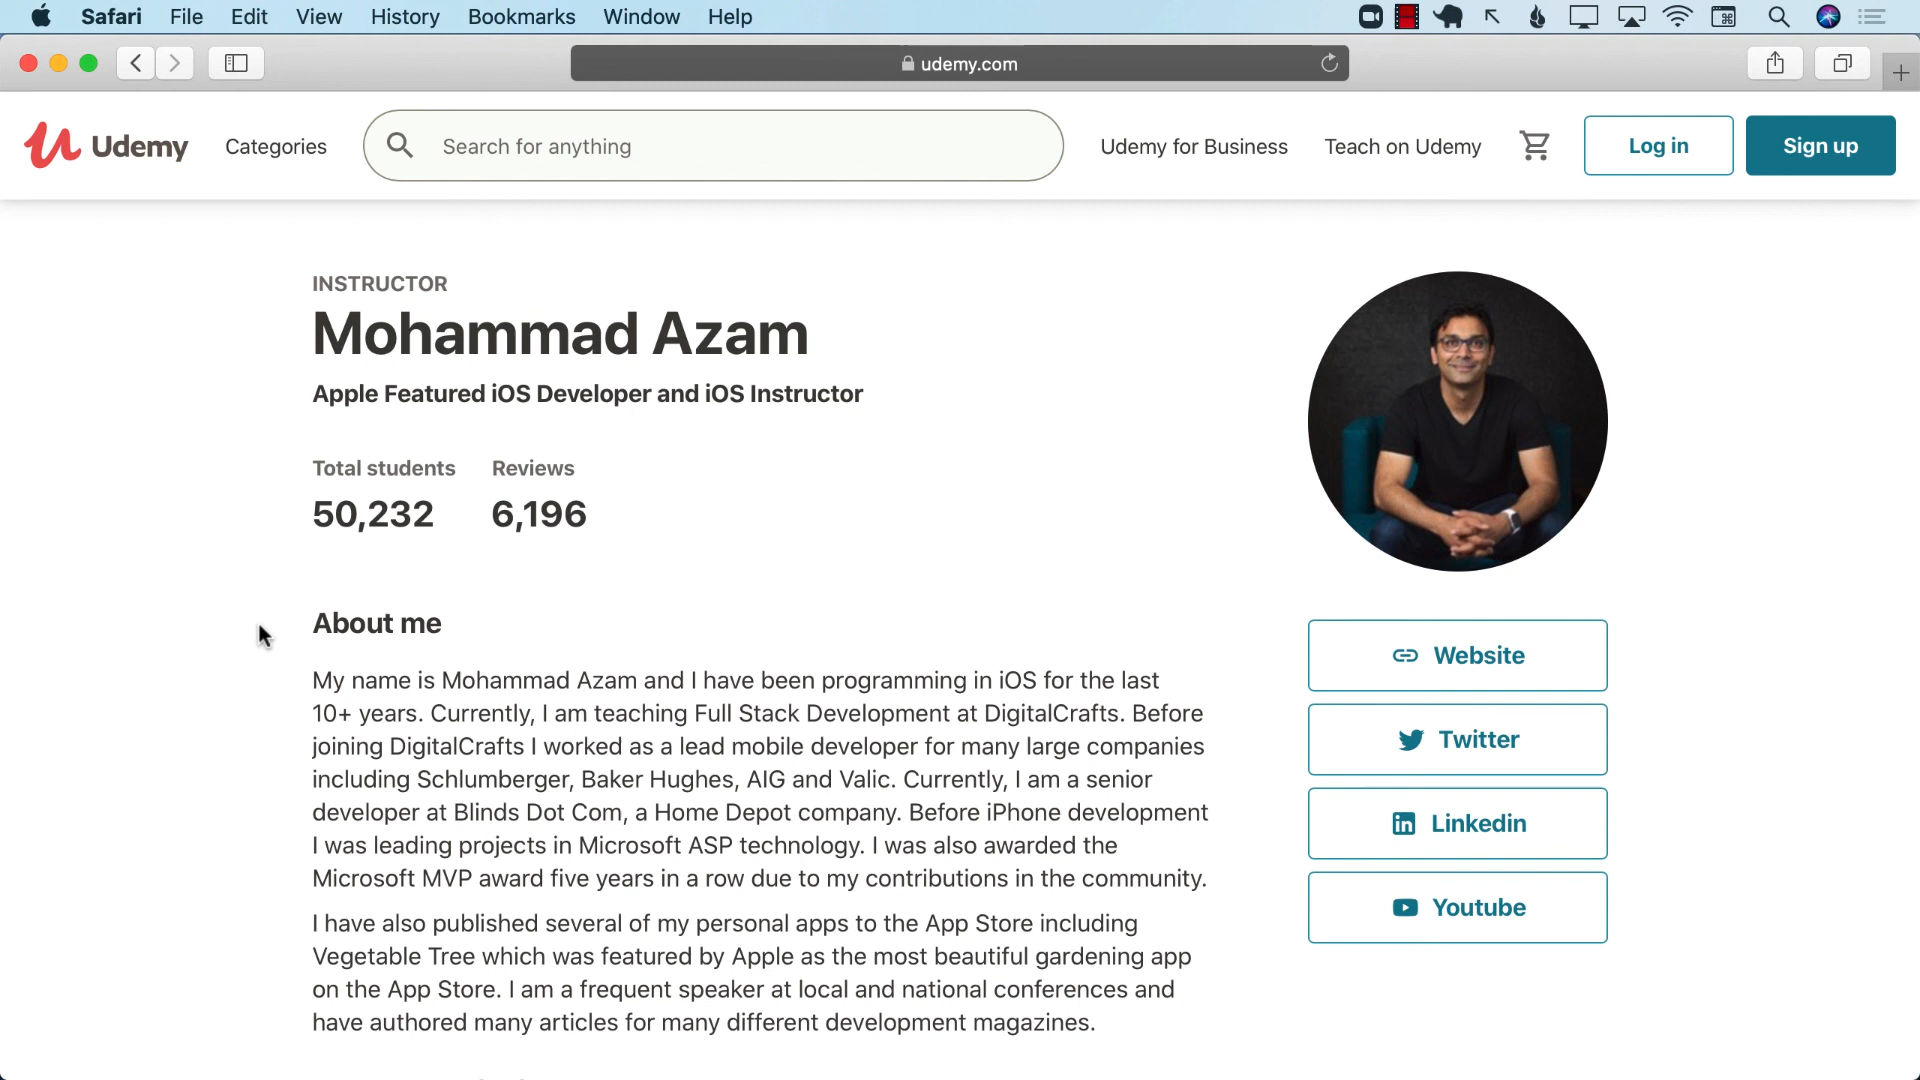 Safari File Edit View History Bookmarks Window Help
udemy.com
Udemy Categories Search for anything Udemy for Business Teach on Udemy Log in Sign up
INSTRUCTOR
Mohammad Azam
Apple Featured iOS Developer and iOS Instructor
Total students Reviews
50,232 6,196
About me
My name is Mohammad Azam and I have been programming in iOS for the last
10+ years. Currently, I am teaching Full Stack Development at DigitalCrafts. Before
joining DigitalCrafts I worked as a lead mobile developer for many large companies
including Schlumberger, Baker Hughes, AIG and Valic. Currently, I am a senior
developer at Blinds Dot Com, a Home Depot company. Before iPhone development
I was leading projects in Microsoft ASP technology. I was also awarded the
Microsoft MVP award five years in a row due to my contributions in the community.
I have also published several of my personal apps to the App Store including
Vegetable Tree which was featured by Apple as the most beautiful gardening app
on the App Store. I am a frequent speaker at local and national conferences and
have authored many articles for many different development magazines.
Website
Twitter
Linkedin
Youtube